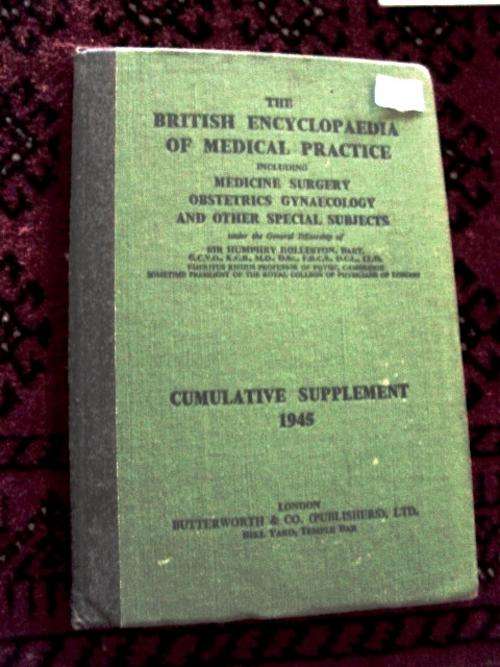 THE
BRITISH ENCYCLOPAEDIA
OF MEDICAL PRACTICE
INCLUDING
MEDICINE SURGERY
OBSTETRICS GYNAECOLOGY
AND OTHER SPECIAL SUBJECTS
under the General Editorship of
SIR HUMPHRY ROLLESTON, BART.
G.C.V.O., K.C.B., M.D., D.Sc., F.R.C.P., D.C.L., LL.D.
EMERITUS REGIUS PROFESSOR OF PHYSIC, CAMBRIDGE
SOMETIME PRESIDENT OF THE ROYAL COLLEGE OF PHYSICIANS OF LONDON
CUMULATIVE SUPPLEMENT
1945
LONDON
BUTTERWORTH & CO. (PUBLISHERS), LTD.
BELL YARD, TEMPLE BAR